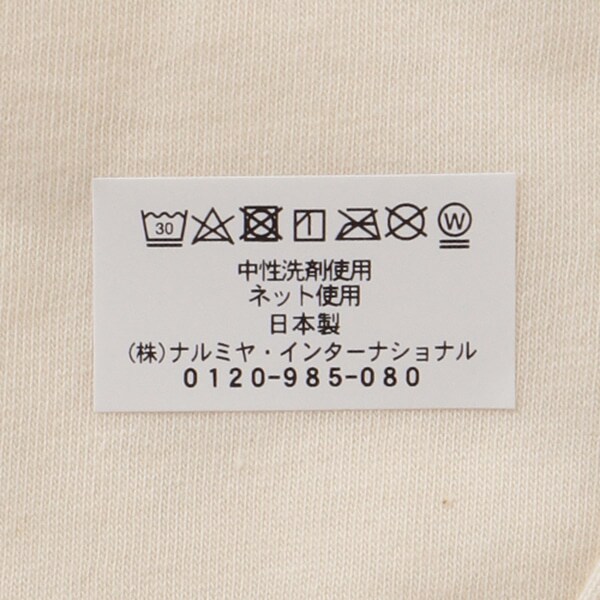 30 W
中性洗剤使用
ネット使用
日本製
(株)ナルミヤ・インターナショナル
0120-985-080